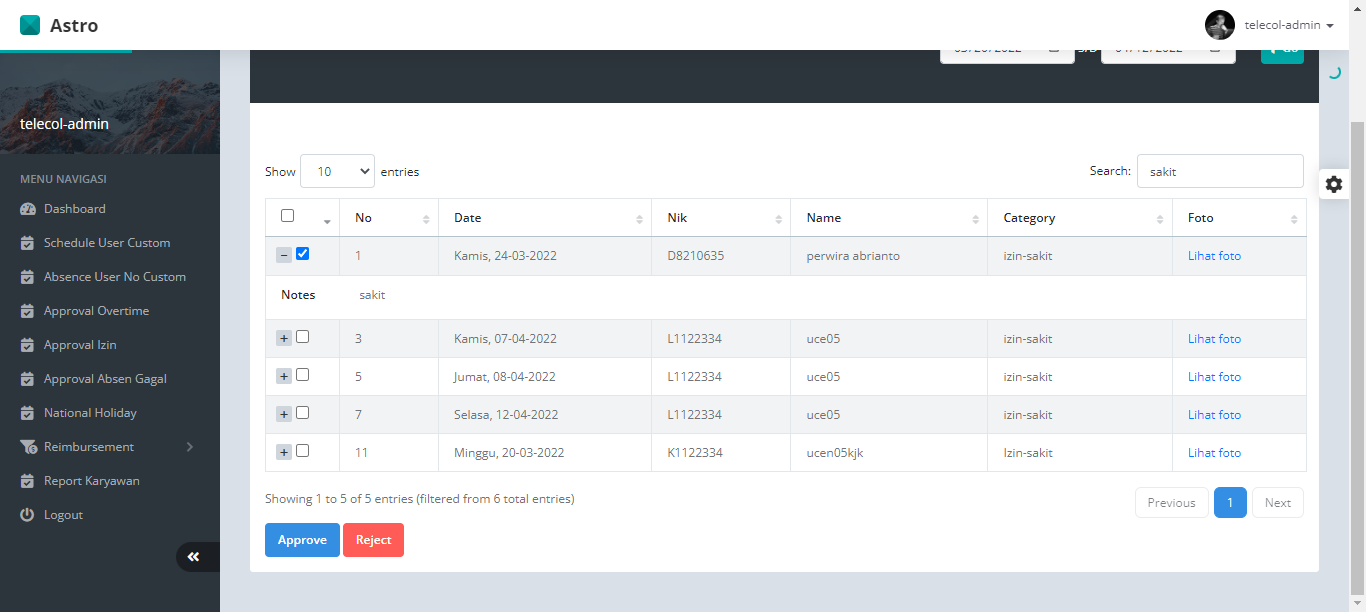 Astro
telecol-admin
telecol-admin
MENU NAVIGASI
Dashboard
Schedule User Custom
Absence User No Custom
Approval Overtime
Approval Izin
Approval Absen Gagal
National Holiday
Reimbursement
Report Karyawan
Logout
Show 10 entries
Search: sakit
No Date Nik Name Category Foto
1 Kamis, 24-03-2022 D8210635 perwira abrianto izin-sakit Lihat foto
Notes sakit
3 Kamis, 07-04-2022 L1122334 uce05 izin-sakit Lihat foto
5 Jumat, 08-04-2022 L1122334 uce05 izin-sakit Lihat foto
7 Selasa, 12-04-2022 L1122334 uce05 izin-sakit Lihat foto
11 Minggu, 20-03-2022 K1122334 ucen05kjk Izin-sakit Lihat foto
Showing 1 to 5 of 5 entries (filtered from 6 total entries)
Previous 1 Next
Approve Reject